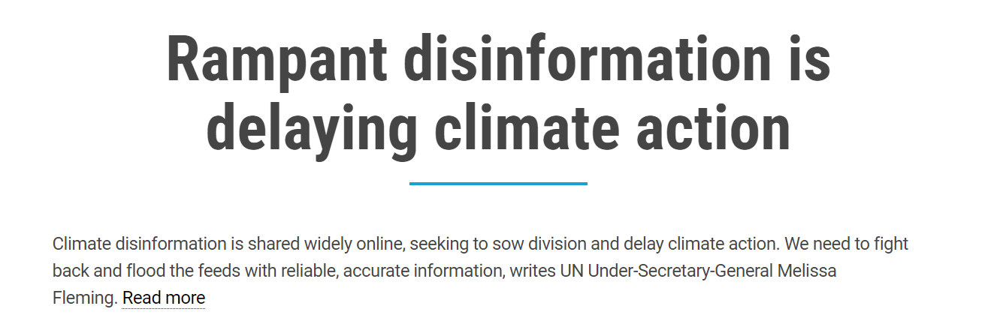 Rampant disinformation is
delaying climate action
Climate disinformation is shared widely online, seeking to sow division and delay climate action. We need to fight
back and flood the feeds with reliable, accurate information, writes UN Under-Secretary-General Melissa
Fleming. Read more